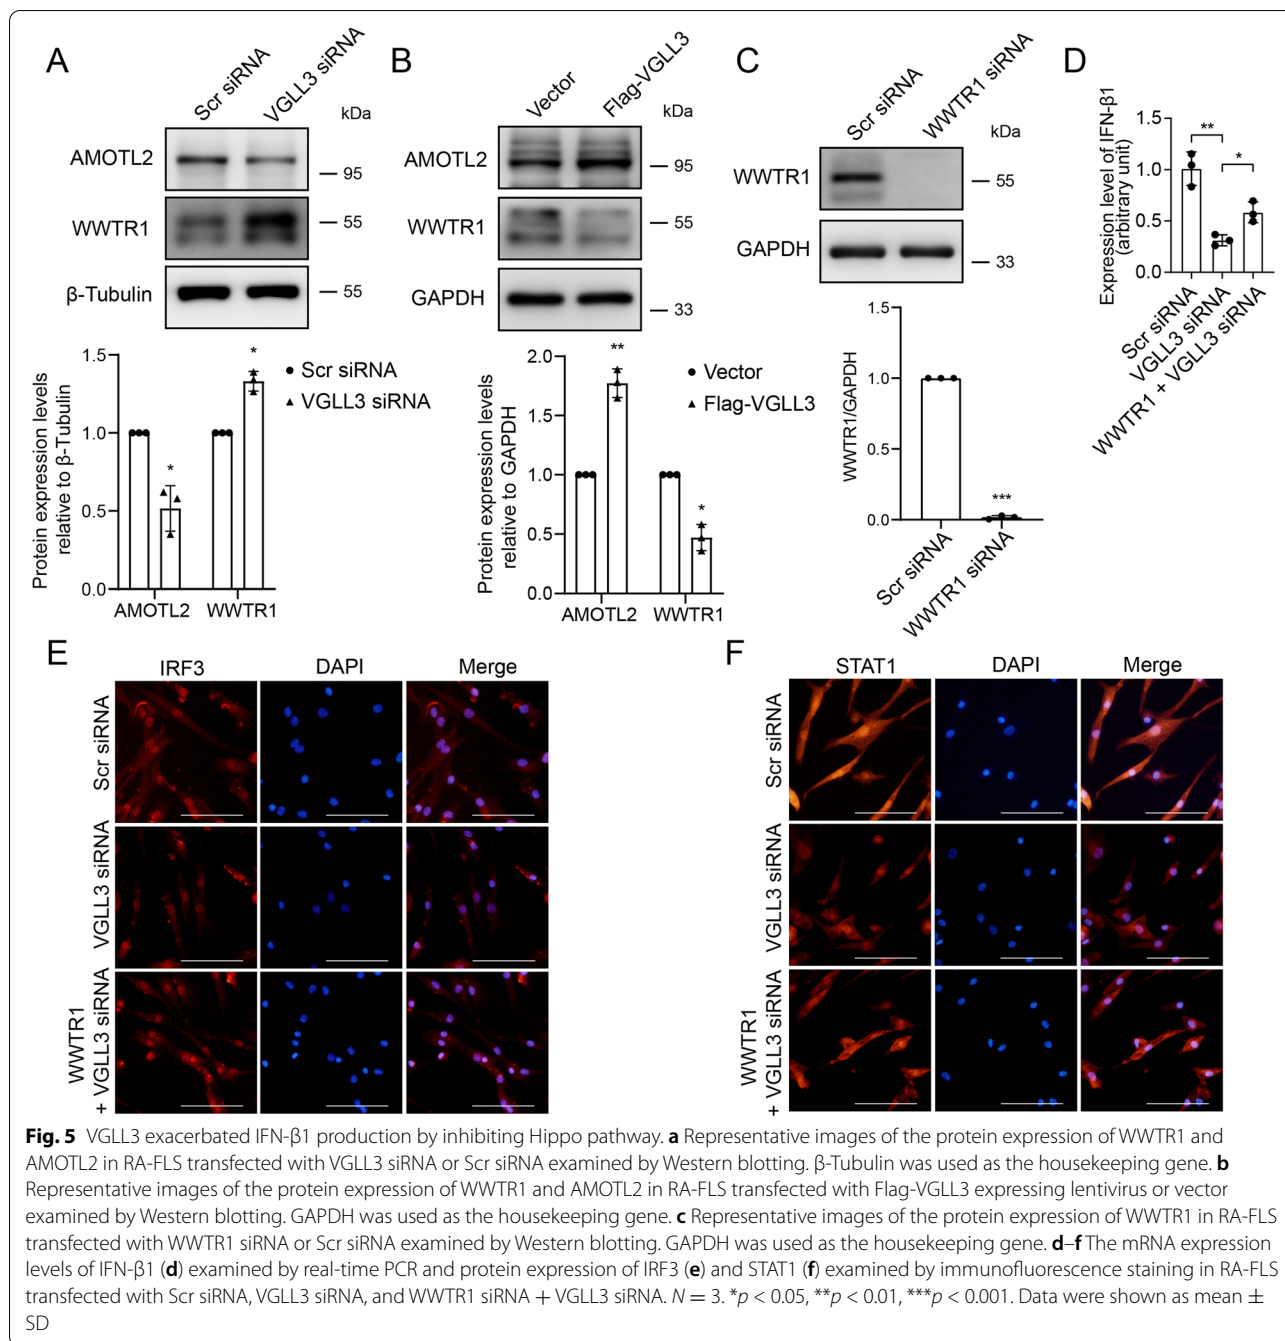 A
Scr siRNA
VGLL3 siRNA
kDa
AMOTL2
95
WWTR1
55
β-Tubulin
55
Protein expression levels
relative to β-Tubulin
1.5
1.0
0.5
0.0
*
*
AMOTL2
WWTR1
Scr siRNA
VGLL3 siRNA
B
Vector
Flag-VGLL3
kDa
AMOTL2
95
WWTR1
55
GAPDH
33
Protein expression levels
relative to GAPDH
2.0
1.5
1.0
0.5
0.0
**
*
AMOTL2
WWTR1
Vector
Flag-VGLL3
C
Scr siRNA
WWTR1 siRNA
kDa
WWTR1
55
GAPDH
33
WWTR1/GAPDH
1.5
1.0
0.5
0.0
***
Scr siRNA
WWTR1 siRNA
D
Expression level of IFN-β1
(arbitrary unit)
1.5
1.0
0.5
0.0
**
*
Scr siRNA
VGLL3 siRNA
WWTR1 + VGLL3 siRNA
E
IRF3
DAPI
Merge
Scr siRNA
VGLL3 siRNA
WWTR1
+ VGLL3 siRNA
F
STAT1
DAPI
Merge
Scr siRNA
VGLL3 siRNA
WWTR1
+ VGLL3 siRNA
Fig. 5 VGLL3 exacerbated IFN-β1 production by inhibiting Hippo pathway. a Representative images of the protein expression of WWTR1 and
AMOTL2 in RA-FLS transfected with VGLL3 siRNA or Scr siRNA examined by Western blotting. β-Tubulin was used as the housekeeping gene. b
Representative images of the protein expression of WWTR1 and AMOTL2 in RA-FLS transfected with Flag-VGLL3 expressing lentivirus or vector
examined by Western blotting. GAPDH was used as the housekeeping gene. c Representative images of the protein expression of WWTR1 in RA-FLS
transfected with WWTR1 siRNA or Scr siRNA examined by Western blotting. GAPDH was used as the housekeeping gene. d–f The mRNA expression
levels of IFN-β1 (d) examined by real-time PCR and protein expression of IRF3 (e) and STAT1 (f) examined by immunofluorescence staining in RA-FLS
transfected with Scr siRNA, VGLL3 siRNA, and WWTR1 siRNA + VGLL3 siRNA. N = 3. *p < 0.05, **p < 0.01, ***p < 0.001. Data were shown as mean ±
SD